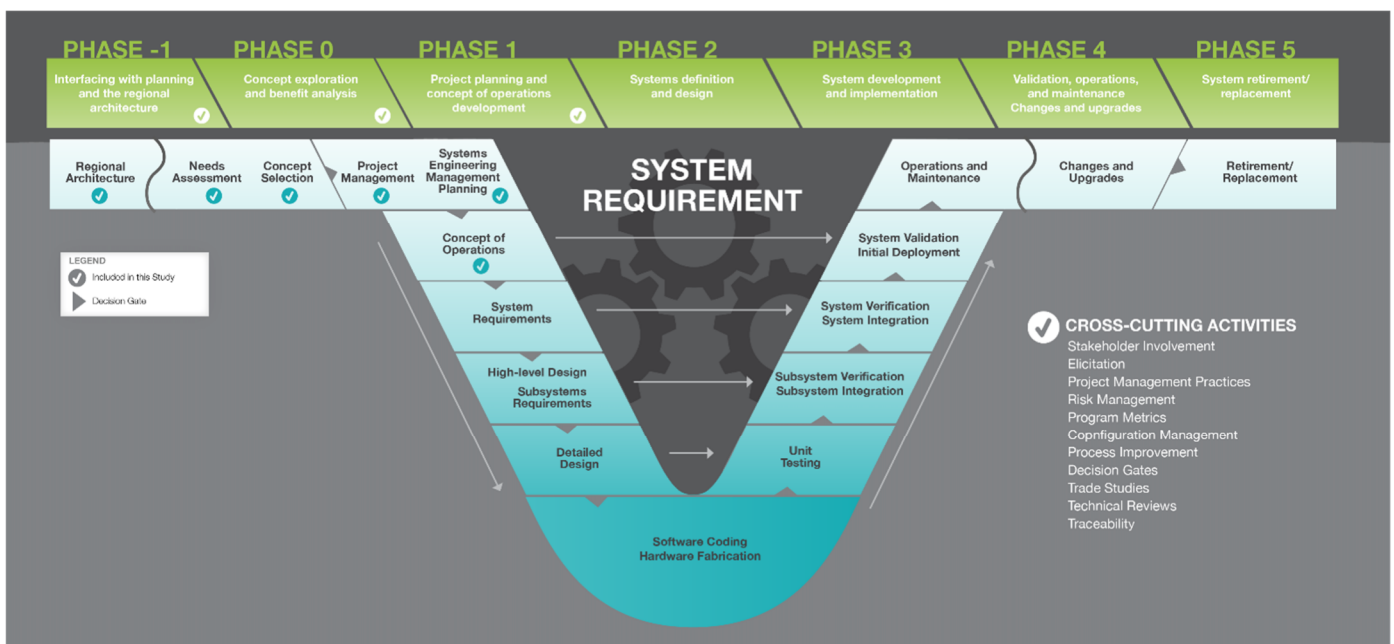 PHASE -1
PHASE 0
PHASE 1
PHASE 2
PHASE 3
PHASE 4
PHASE 5
Interfacing with planning
and the regional
architecture
Concept exploration
and benefit analysis
Project planning and
concept of operations
development
Systems definition
and design
System development
and implementation
Validation, operations,
and maintenance
Changes and upgrades
System retirement/
replacement
Regional
Architecture
Needs
Assessment
Concept
Selection
Project
Management
Systems
Engineering
Management
Planning
SYSTEM
REQUIREMENT
Operations and
Maintenance
Changes and
Upgrades
Retirement/
Replacement
Concept of
Operations
System Validation
Initial Deployment
LEGEND
Included in this Study
Decision Gate
System
Requirements
System Verification
System Integration
High-level Design
Subsystems
Requirements
Subsystem Verification
Subsystem Integration
Detailed
Design
Unit
Testing
Software Coding
Hardware Fabrication
CROSS-CUTTING ACTIVITIES
Stakeholder Involvement
Elicitation
Project Management Practices
Risk Management
Program Metrics
Copnfiguration Management
Process Improvement
Decision Gates
Trade Studies
Technical Reviews
Traceability